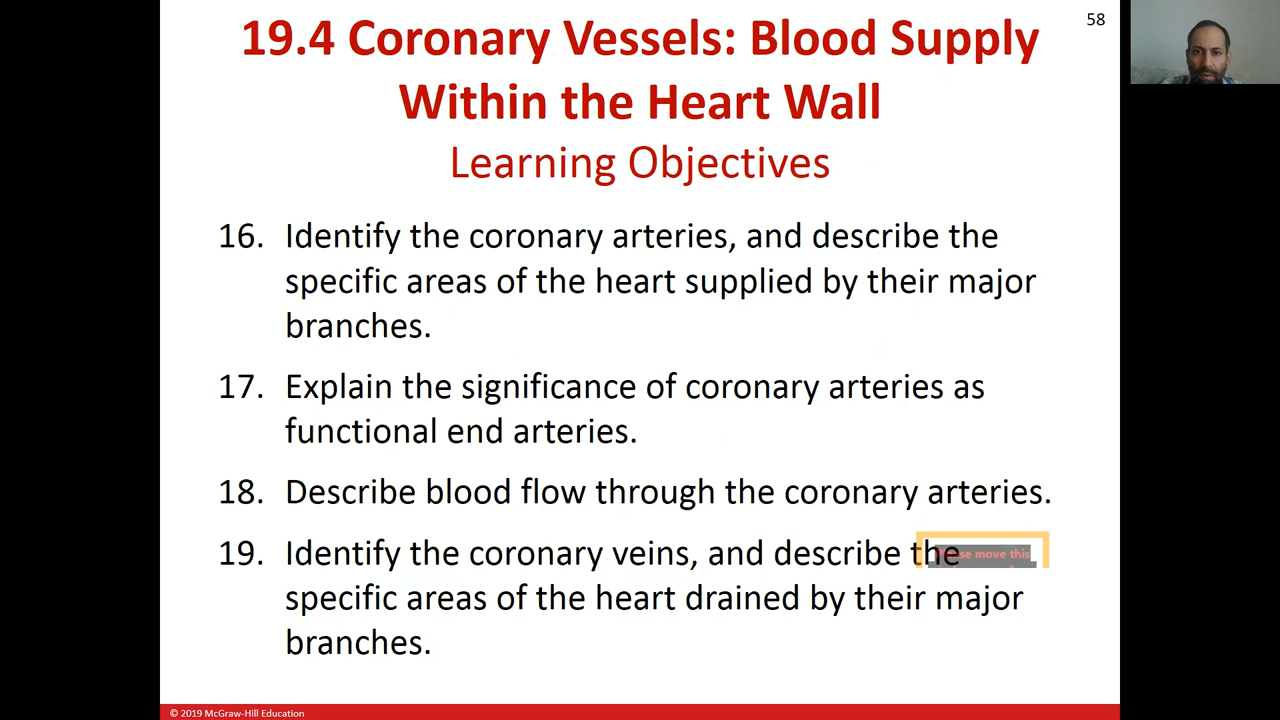 58
19.4 Coronary Vessels: Blood Supply
Within the Heart Wall
Learning Objectives
16. Identify the coronary arteries, and describe the
specific areas of the heart supplied by their major
branches.
17. Explain the significance of coronary arteries as
functional end arteries.
18. Describe blood flow through the coronary arteries.
19. Identify the coronary veins, and describe the
move this
specific areas of the heart drained by their major
branches.
© 2019 McGraw-Hill Education